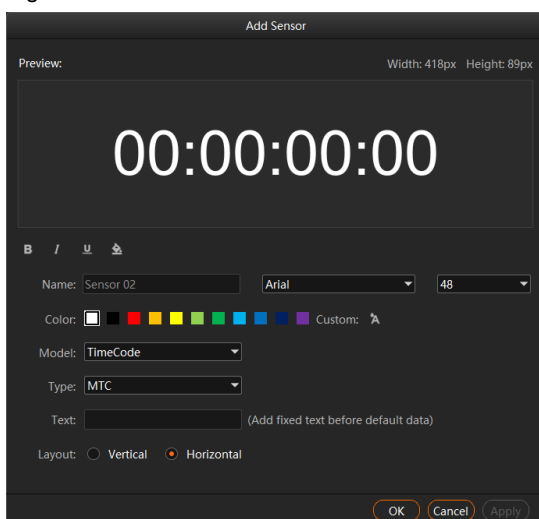 Add Sensor
Preview: Width: 418px Height: 89px
00:00:00:00
B I U
Name: Sensor 02 Arial 48
Color: Custom: A
Model: TimeCode
Type: MTC
Text: (Add fixed text before default data)
Layout: Vertical Horizontal
OK Cancel Apply